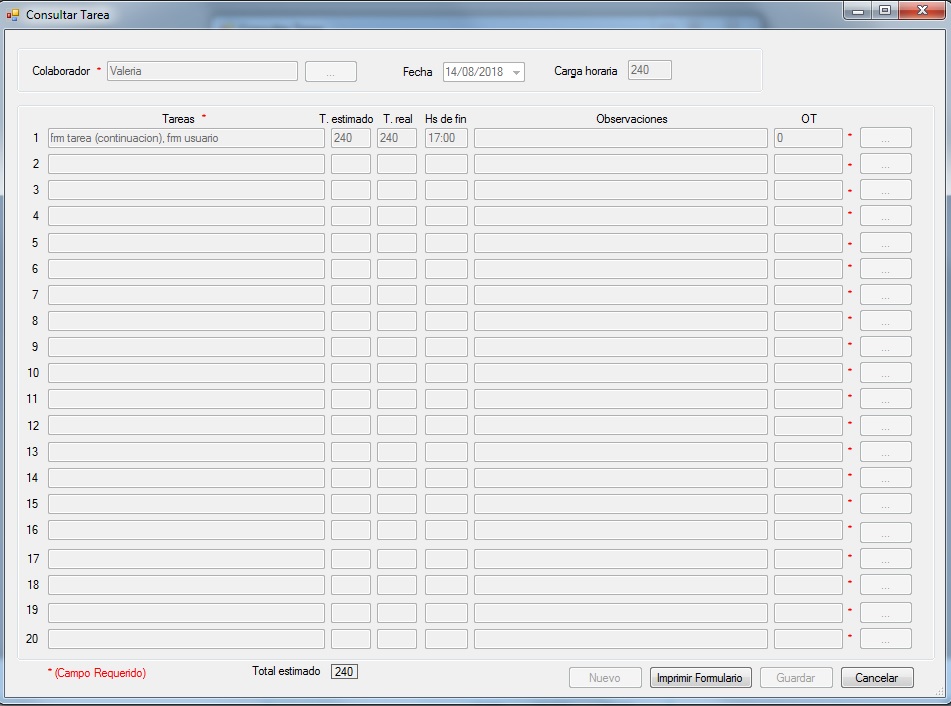 Consultar Tarea
Colaborador * Valeria ... Fecha 14/08/2018 Carga horaria 240
Tareas * T. estimado T. real Hs de fin Observaciones OT
1 frm tarea (continuacion), frm usuario 240 240 17:00 0 * ...
2 * ...
3 * ...
4 * ...
5 * ...
6 * ...
7 * ...
8 * ...
9 * ...
10 * ...
11 * ...
12 * ...
13 * ...
14 * ...
15 * ...
16 * ...
17 * ...
18 * ...
19 * ...
20 * ...
* (Campo Requerido) Total estimado 240 Nuevo Imprimir Formulario Guardar Cancelar